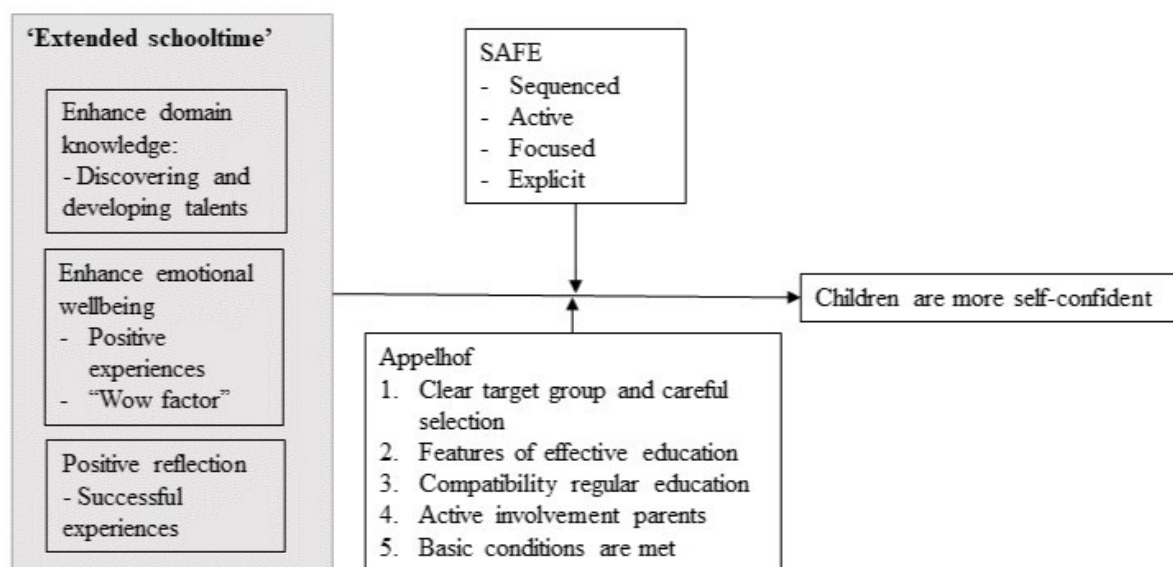 ‘Extended schooltime’
Enhance domain
knowledge:
- Discovering and
developing talents
Enhance emotional
wellbeing
- Positive
experiences
- “Wow factor”
Positive reflection
- Successful
experiences
SAFE
- Sequenced
- Active
- Focused
- Explicit
Appelhof
1. Clear target group and careful
selection
2. Features of effective education
3. Compatibility regular education
4. Active involvement parents
5. Basic conditions are met
Children are more self-confident